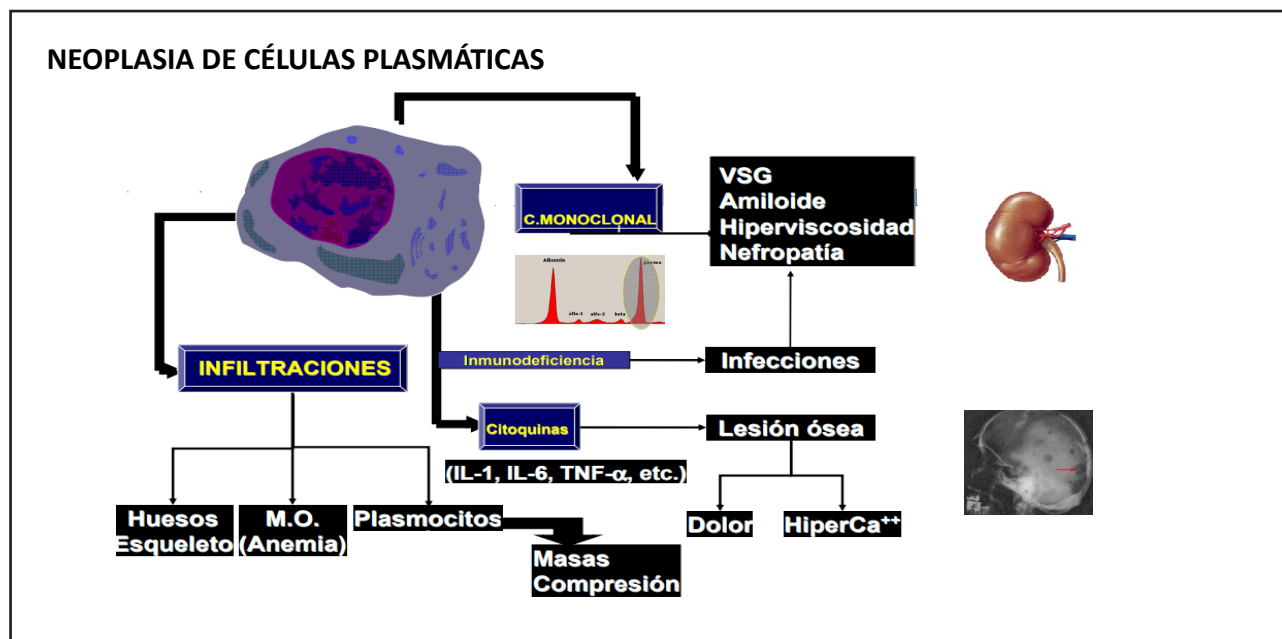 NEOPLASIA DE CÉLULAS PLASMÁTICAS
C.MONOCLONAL
VSG
Amiloide
Hiperviscosidad
Nefropatía
Albumin
alfa-1
alfa-2
beta
gamma
Inmunodeficiencia
Infecciones
INFILTRACIONES
Citoquinas
Lesión ósea
(IL-1, IL-6, TNF-α, etc.)
Huesos
Esqueleto
M.O.
(Anemia)
Plasmocitos
Dolor
HiperCa⁺⁺
Masas
Compresión